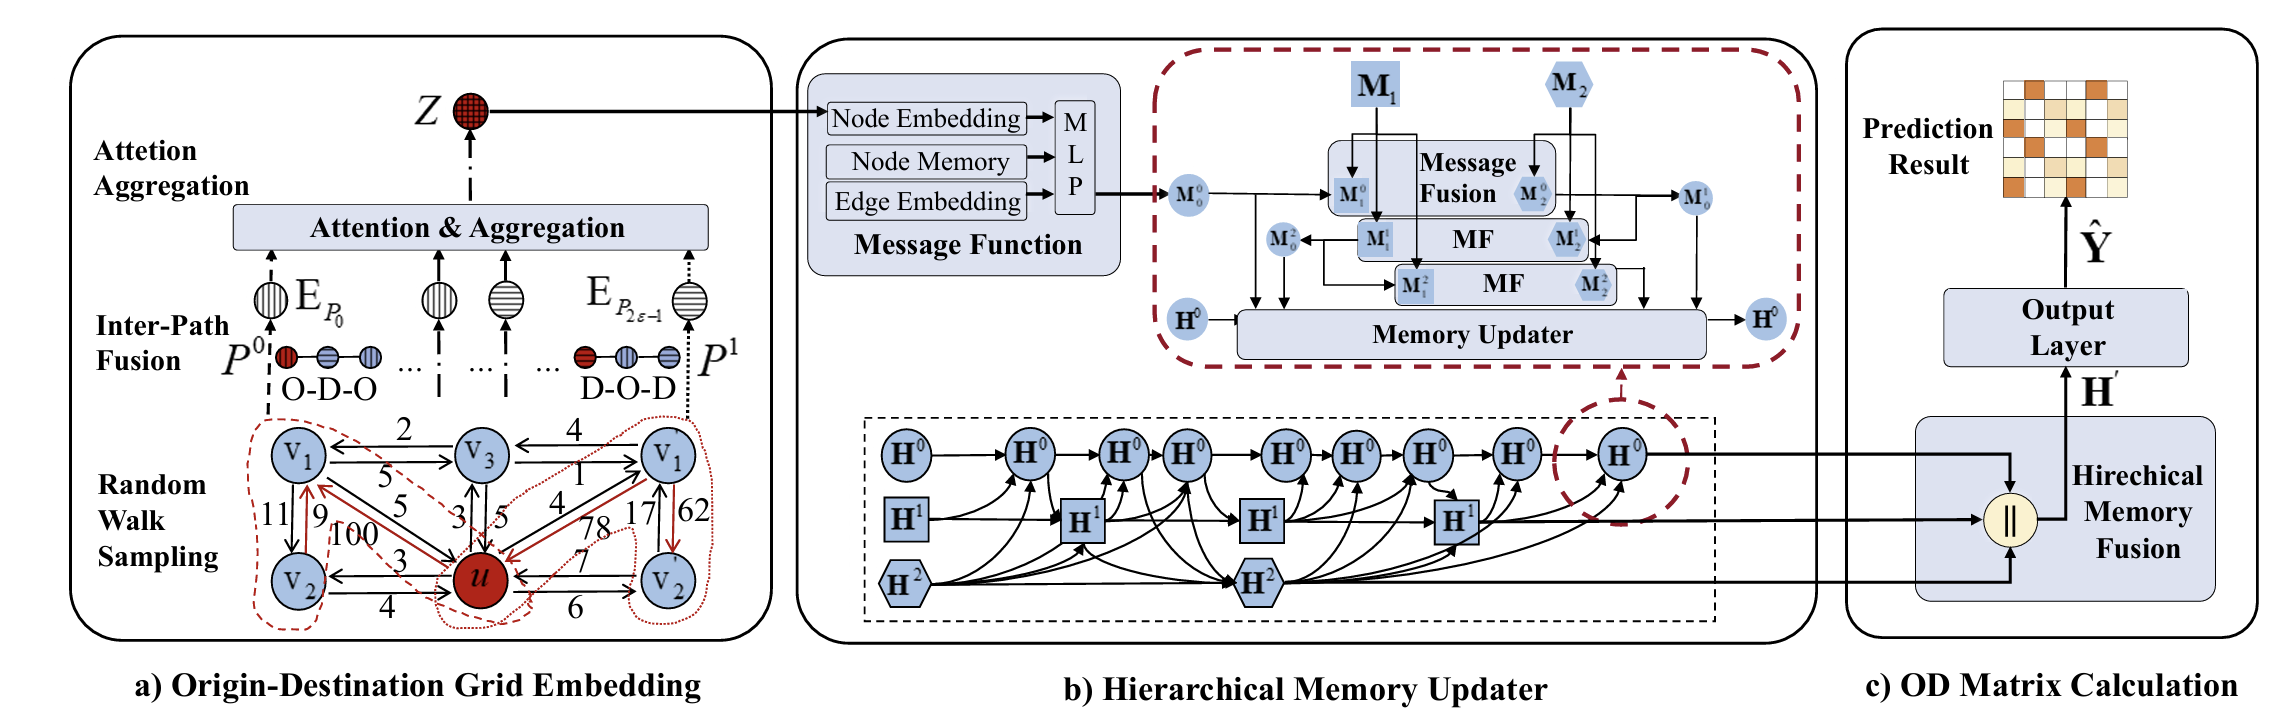 Z
Attetion
Aggregation
Attention & Aggregation
E_{P_0}
E_{P_{2ε-1}}
Inter-Path
Fusion
P^0
O-D-O
... ... ...
D-O-D
P^1
Random
Walk
Sampling
v_1
2
5
v_3
4
1
v'_1
11
9
5
100
3
5
4
78
17
62
v_2
3
4
u
7
6
v'_2
a) Origin-Destination Grid Embedding
Node Embedding
Node Memory
Edge Embedding
M
L
P
Message Function
M_1
M_2
M_0^0
M_1^0
Message
Fusion
M_2^0
M_0^1
M_0^2
M_1^1
MF
M_2^1
M_1^2
MF
M_2^2
H^0
Memory Updater
H^0
H^0 H^0 H^0 H^0 H^0 H^0 H^0 H^0 H^0
H^1 H^1 H^1 H^1
H^2 H^2
b) Hierarchical Memory Updater
Prediction
Result
Ŷ
Output
Layer
H'
||
Hirechical
Memory
Fusion
c) OD Matrix Calculation